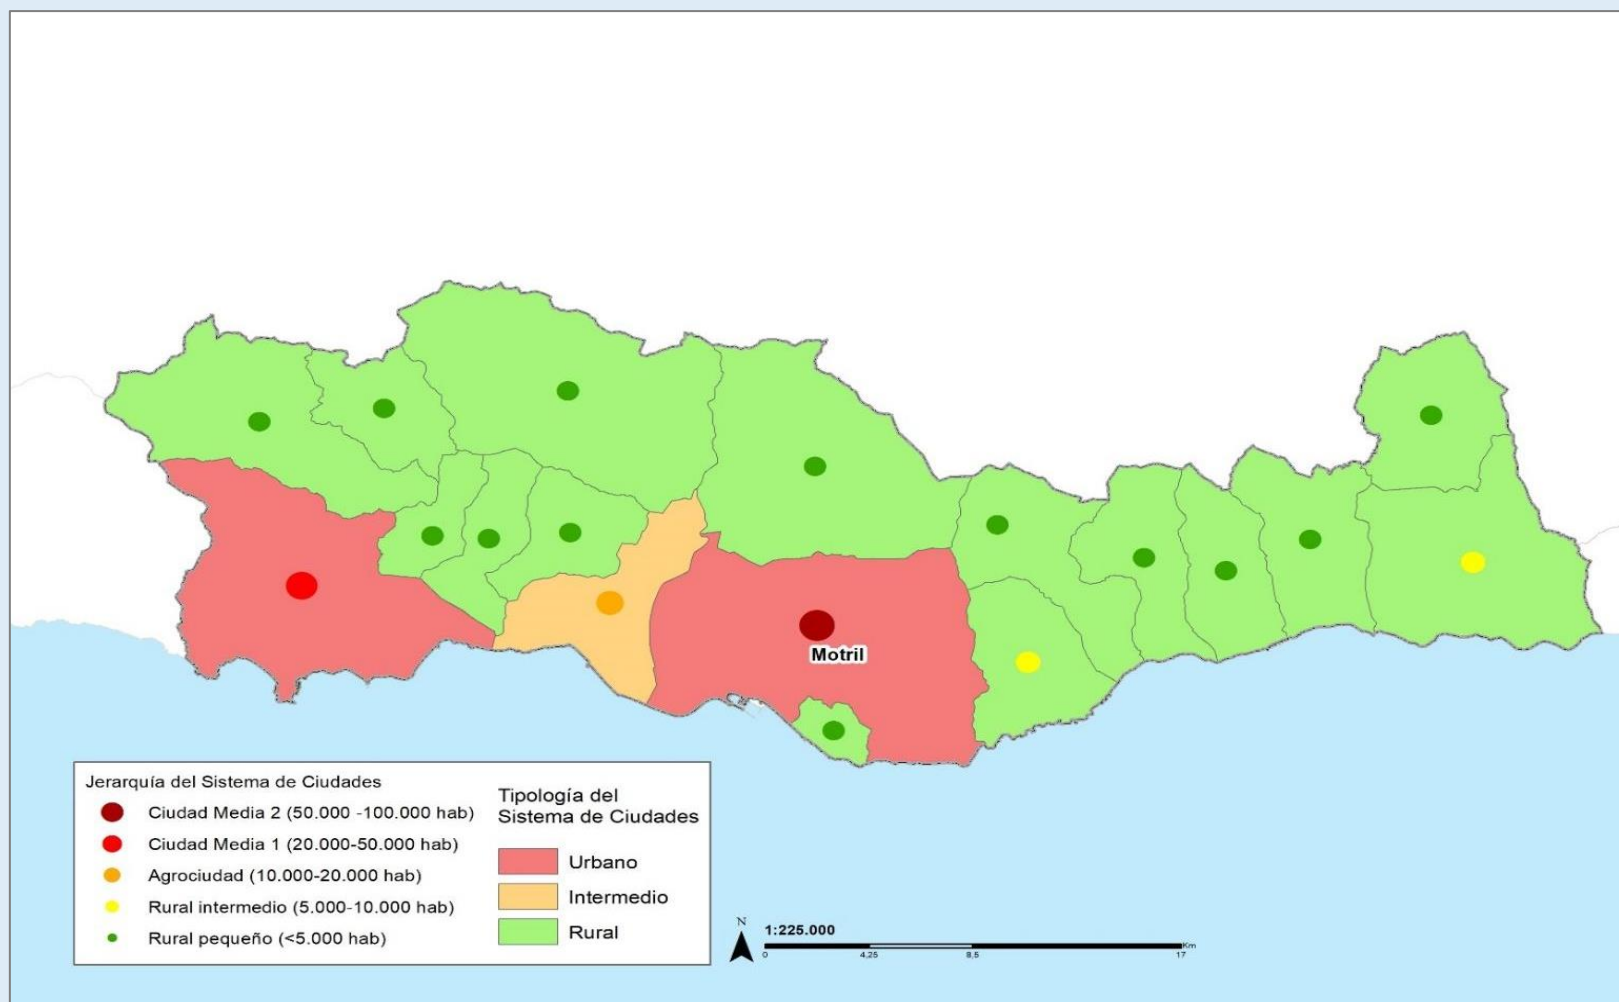 Motril
Jerarquía del Sistema de Ciudades
Ciudad Media 2 (50.000 -100.000 hab)
Ciudad Media 1 (20.000-50.000 hab)
Agrociudad (10.000-20.000 hab)
Rural intermedio (5.000-10.000 hab)
Rural pequeño (<5.000 hab)
Tipología del
Sistema de Ciudades
Urbano
Intermedio
Rural
N
1:225.000
Km
0 4,25 8,5 17